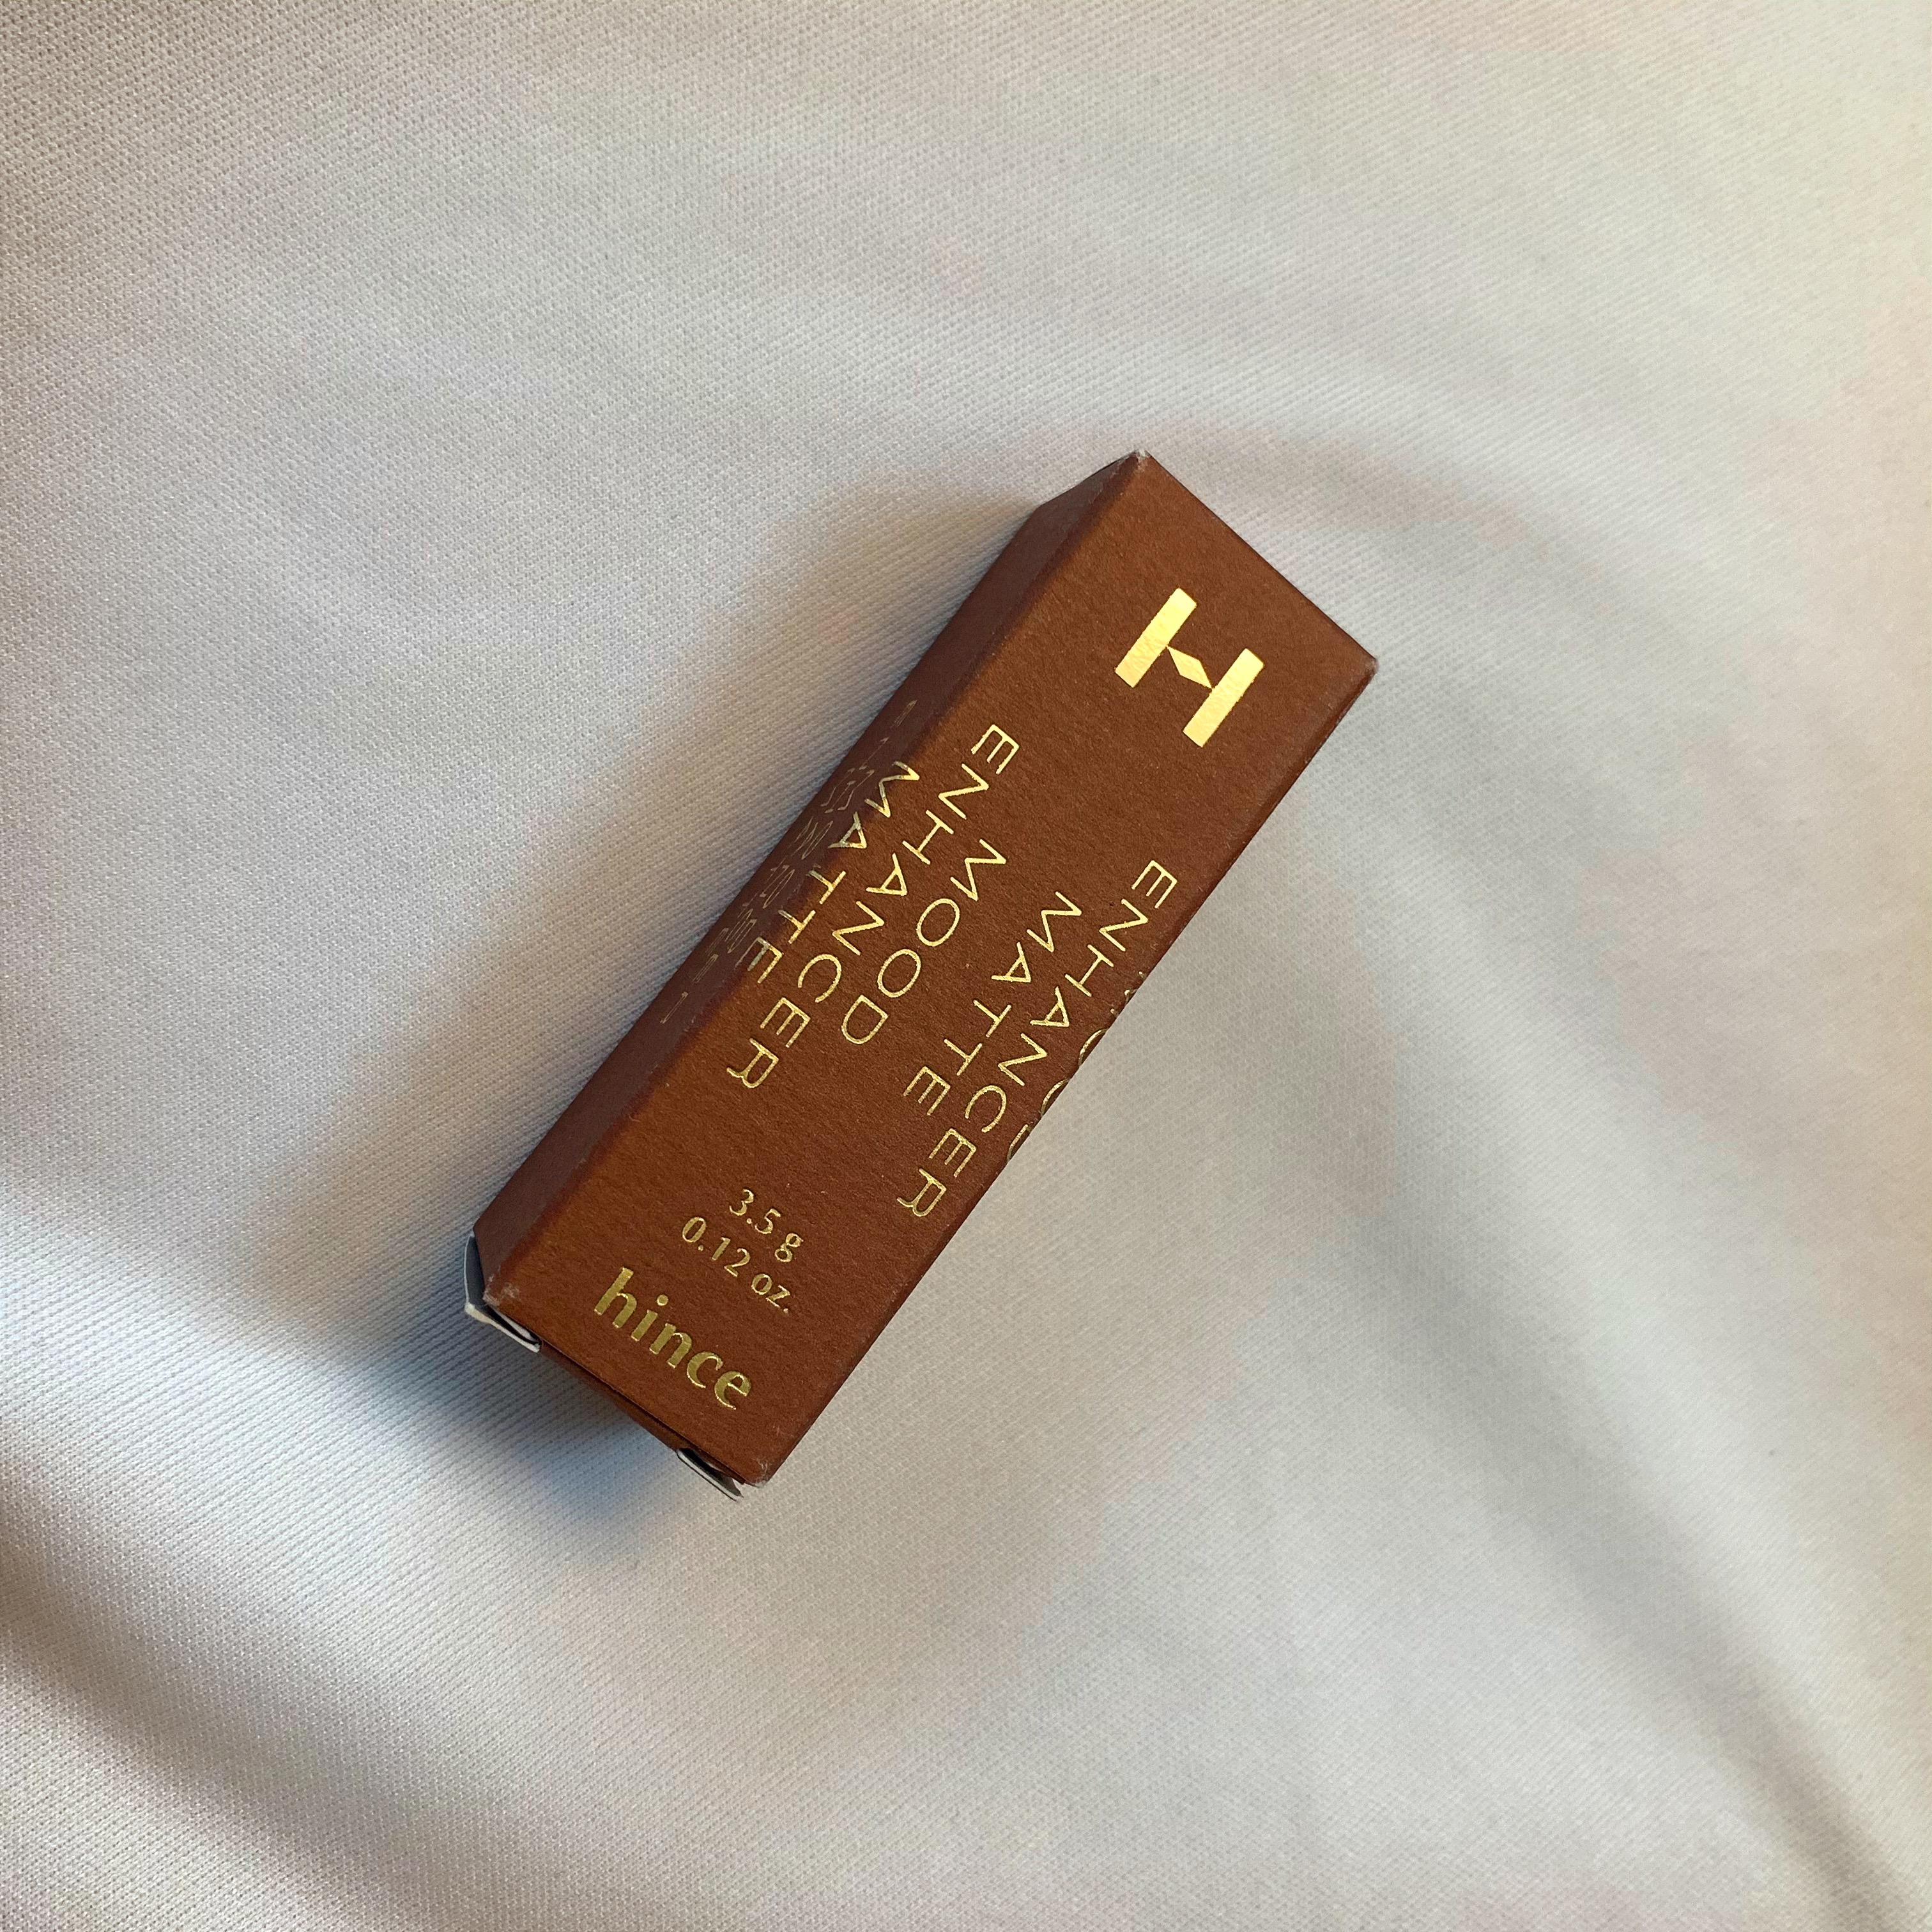 H
MOOD
ENHANCER
MATTE
ENHANCER
MATTE
3.5 g
0.12 oz.
hince